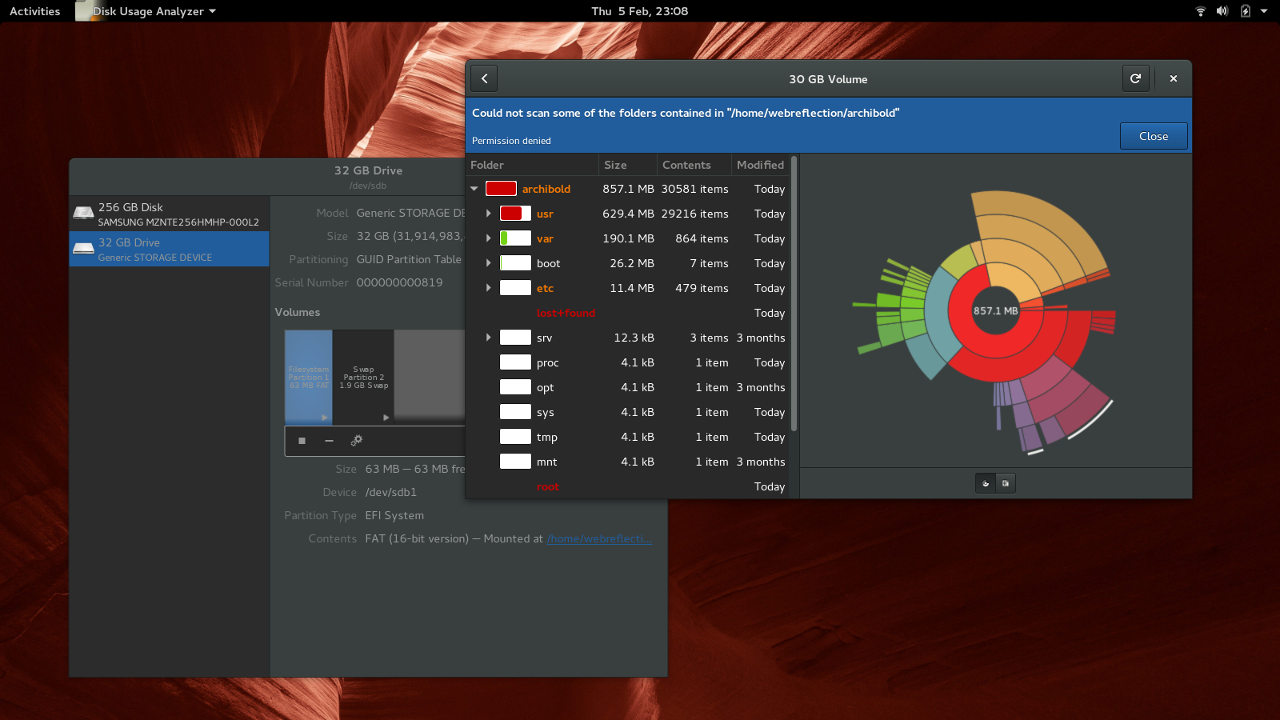 Activities
Disk Usage Analyzer
Thu 5 Feb, 23:08
30 GB Volume
Could not scan some of the folders contained in "/home/webreflection/archibold"
Permission denied
Close
Folder Size Contents Modified
archibold 857.1 MB 30581 items Today
usr 629.4 MB 29216 items Today
var 190.1 MB 864 items Today
boot 26.2 MB 7 items Today
etc 11.4 MB 479 items Today
lost+found Today
srv 12.3 kB 3 items 3 months
proc 4.1 kB 1 item Today
opt 4.1 kB 1 item 3 months
sys 4.1 kB 1 item Today
tmp 4.1 kB 1 item Today
mnt 4.1 kB 1 item 3 months
root Today
857.1 MB
32 GB Drive
/dev/sdb
256 GB Disk
SAMSUNG MZNTE256HMHP-000L2
32 GB Drive
Generic STORAGE DEVICE
Model Generic STORAGE DE
Size 32 GB (31,914,983,
Partitioning GUID Partition Table
Serial Number 000000000819
Volumes
Filesystem
Partition 1
63 MB FAT
Swap
Partition 2
1.9 GB Swap
Size 63 MB — 63 MB fre
Device /dev/sdb1
Partition Type EFI System
Contents FAT (16-bit version) — Mounted at /home/webreflecti...